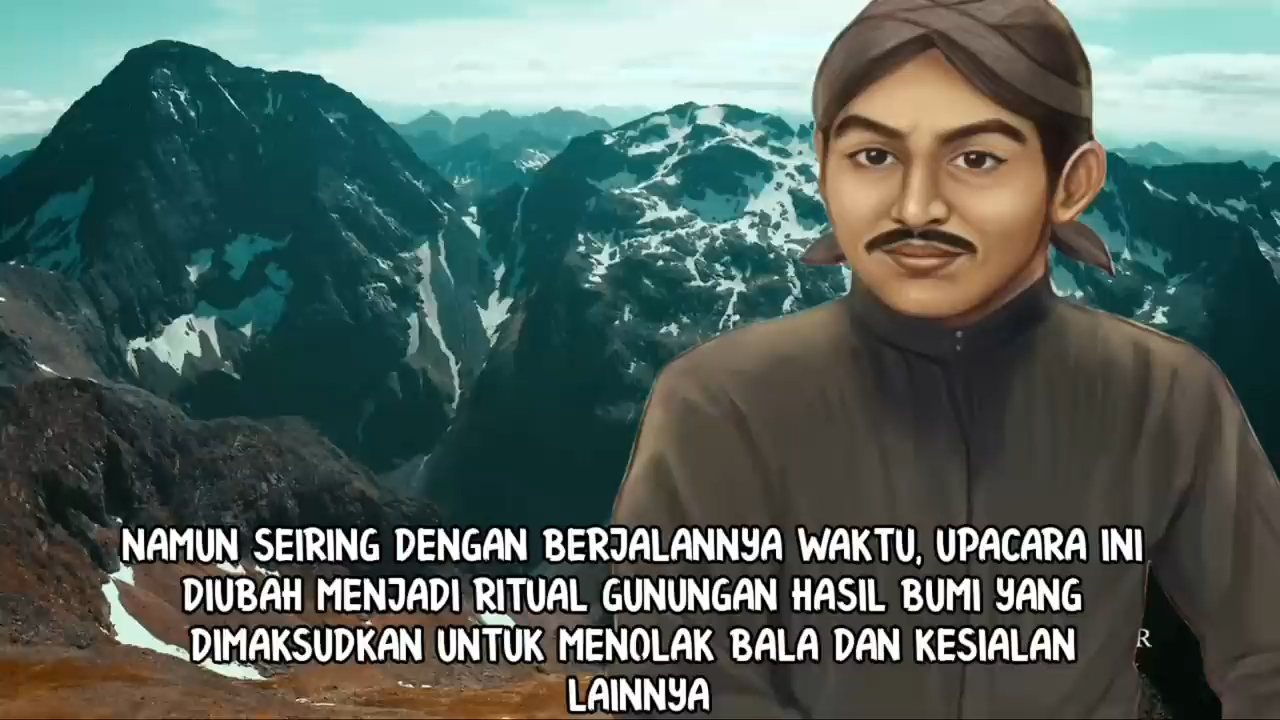 NAMUN SEIRING DENGAN BERJALANNYA WAKTU, UPACARA INI
DIUBAH MENJADI RITUAL GUNUNGAN HASIL BUMI YANG
DIMAKSUDKAN UNTUK MENOLAK BALA DAN KESIALAN
LAINNYA
R